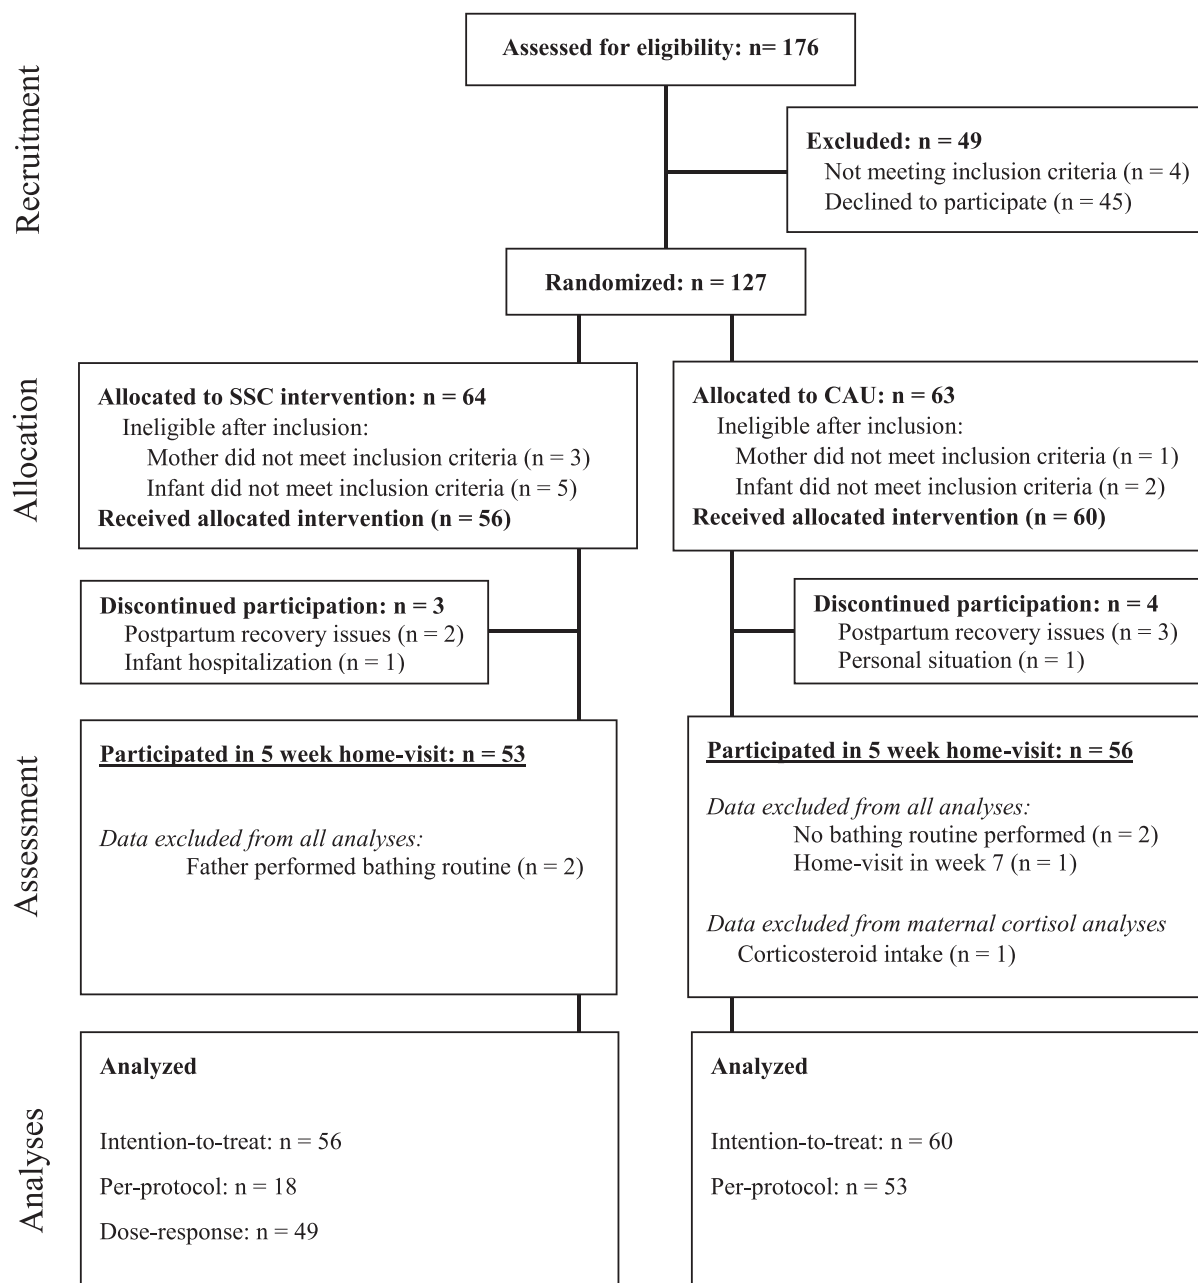 Recruitment
Assessed for eligibility: n= 176
Excluded: n = 49
Not meeting inclusion criteria (n = 4)
Declined to participate (n = 45)
Randomized: n = 127
Allocation
Allocated to SSC intervention: n = 64
Ineligible after inclusion:
Mother did not meet inclusion criteria (n = 3)
Infant did not meet inclusion criteria (n = 5)
Received allocated intervention (n = 56)
Allocated to CAU: n = 63
Ineligible after inclusion:
Mother did not meet inclusion criteria (n = 1)
Infant did not meet inclusion criteria (n = 2)
Received allocated intervention (n = 60)
Discontinued participation: n = 3
Postpartum recovery issues (n = 2)
Infant hospitalization (n = 1)
Discontinued participation: n = 4
Postpartum recovery issues (n = 3)
Personal situation (n = 1)
Assessment
Participated in 5 week home-visit: n = 53
Data excluded from all analyses:
Father performed bathing routine (n = 2)
Participated in 5 week home-visit: n = 56
Data excluded from all analyses:
No bathing routine performed (n = 2)
Home-visit in week 7 (n = 1)
Data excluded from maternal cortisol analyses
Corticosteroid intake (n = 1)
Analyses
Analyzed
Intention-to-treat: n = 56
Per-protocol: n = 18
Dose-response: n = 49
Analyzed
Intention-to-treat: n = 60
Per-protocol: n = 53